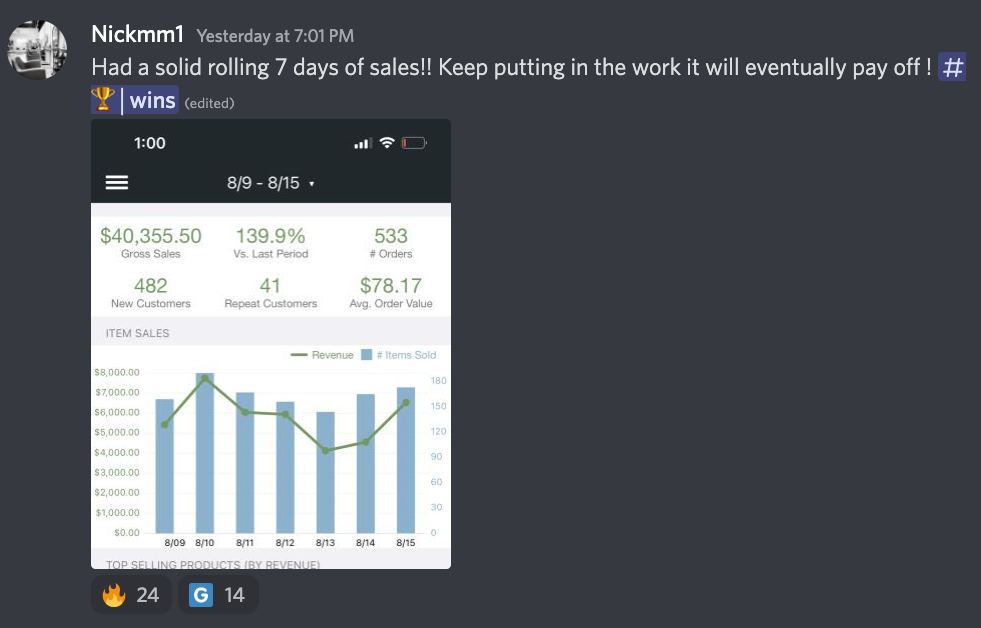 Nickmm1 Yesterday at 7:01 PM
Had a solid rolling 7 days of sales!! Keep putting in the work it will eventually pay off ! #
🏆 | wins (edited)
1:00
8/9 - 8/15 ▾
$40,355.50 139.9% 533
Gross Sales Vs. Last Period # Orders
482 41 $78.17
New Customers Repeat Customers Avg. Order Value
ITEM SALES
Revenue # Items Sold
$8,000.00 180
$7,000.00
$6,000.00 150
$5,000.00 120
$4,000.00 90
$3,000.00 60
$2,000.00
$1,000.00 30
$0.00 0
8/09 8/10 8/11 8/12 8/13 8/14 8/15
TOP SELLING PRODUCTS (BY REVENUE)
🔥 24 G 14